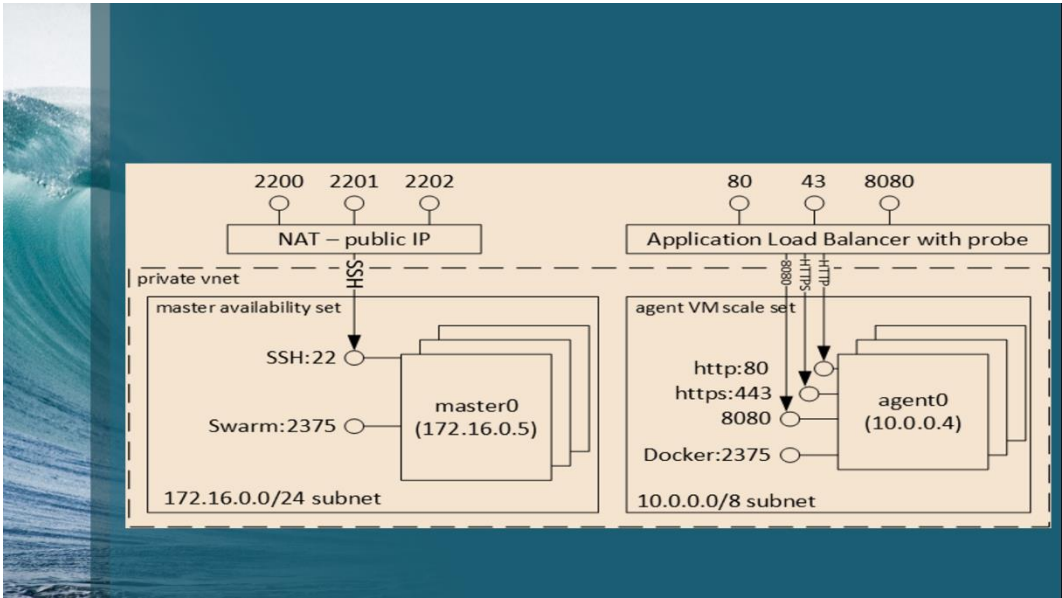 2200 2201 2202
NAT – public IP
80 43 8080
Application Load Balancer with probe
SSH
8080
HTTPS
HTTP
private vnet
master availability set
SSH:22
Swarm:2375
master0
(172.16.0.5)
172.16.0.0/24 subnet
agent VM scale set
http:80
https:443
8080
Docker:2375
agent0
(10.0.0.4)
10.0.0.0/8 subnet